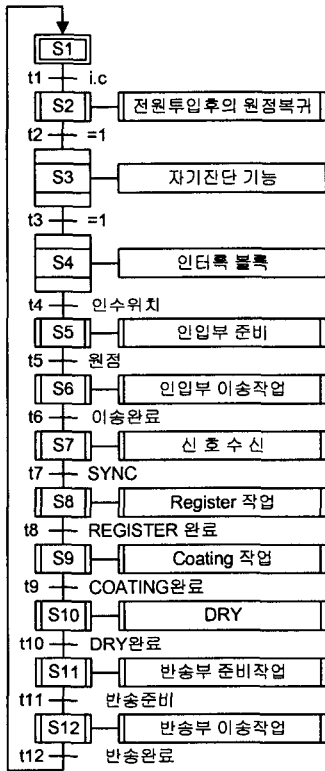 S1
t1 i.c
S2 전원투입후의 원정복귀
t2 =1
S3 자기진단 기능
t3 =1
S4 인터록 볼록
t4 인수위치
S5 인입부 준비
t5 원점
S6 인입부 이송작업
t6 이송완료
S7 신 호 수 신
t7 SYNC
S8 Register 작업
t8 REGISTER 완료
S9 Coating 작업
t9 COATING완료
S10 DRY
t10 DRY완료
S11 반송부 준비작업
t11 반송준비
S12 반송부 이송작업
t12 반송완료